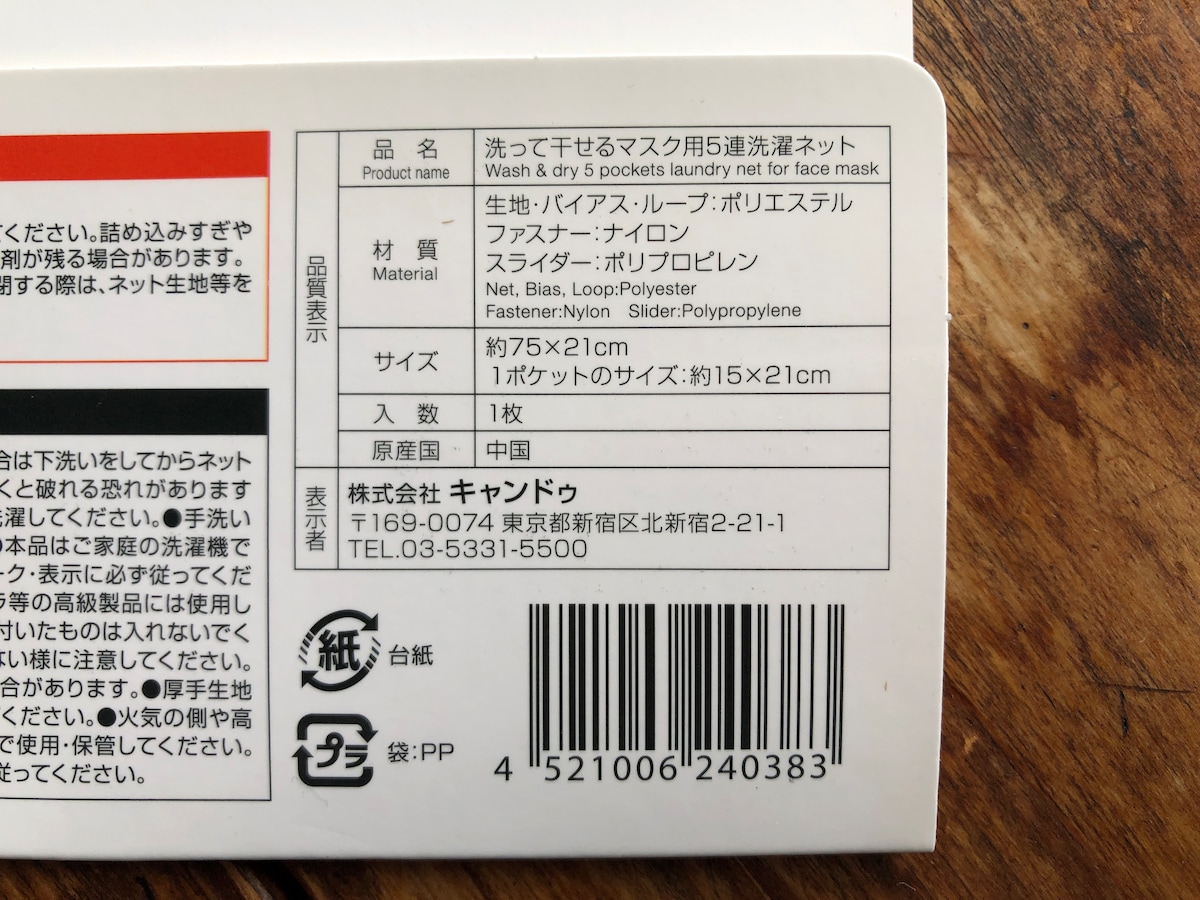 てください。詰め込みすぎや
剤が残る場合があります。
閉する際は、ネット生地等を
合は下洗いをしてからネット
くと破れる恐れがあります
洗濯してください。●手洗い
本品はご家庭の洗濯機で
ーク・表示に必ず従ってくだ
ラ等の高級製品には使用し
付いたものは入れないでく
ない様に注意してください。
合があります。●厚手生地
ください。●火気の側や高
で使用・保管してください。
従ってください。
品質表示
品名
Product name
洗って干せるマスク用5連洗濯ネット
Wash & dry 5 pockets laundry net for face mask
材質
Material
生地・バイアス・ループ:ポリエステル
ファスナー:ナイロン
スライダー:ポリプロピレン
Net, Bias, Loop:Polyester
Fastener:Nylon Slider:Polypropylene
サイズ
約75×21cm
1ポケットのサイズ:約15×21cm
入数
1枚
原産国
中国
表示者
株式会社 キャンドゥ
〒169-0074 東京都新宿区北新宿2-21-1
TEL.03-5331-5500
紙 台紙
プラ 袋:PP
4 521006 240383